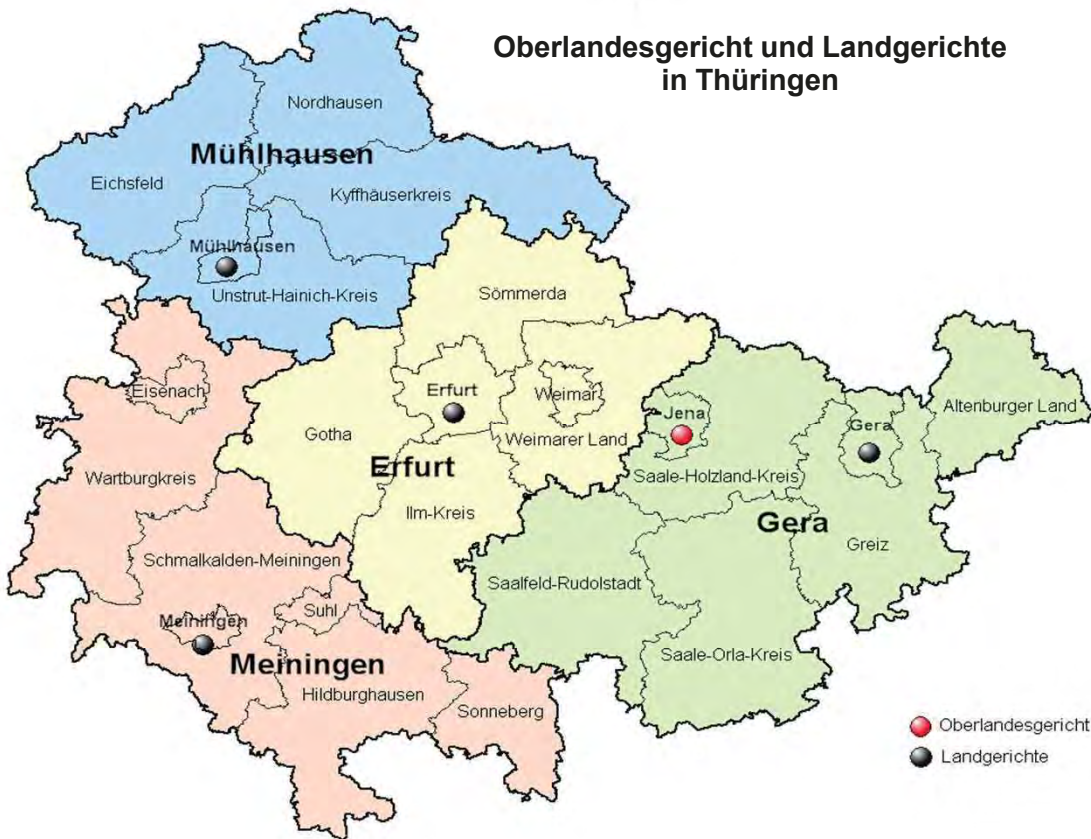 Oberlandesgericht und Landgerichte
in Thüringen
Nordhausen
Mühlhausen
Eichsfeld
Kyffhäuserkreis
Mühlhausen
Unstrut-Hainich-Kreis
Sömmerda
Eisenach
Erfurt
Weimar
Jena
Gera
Altenburger Land
Gotha
Weimarer Land
Erfurt
Wartburgkreis
Saale-Holzland-Kreis
Ilm-Kreis
Gera
Greiz
Schmalkalden-Meiningen
Saalfeld-Rudolstadt
Suhl
Meiningen
Meiningen
Saale-Orla-Kreis
Hildburghausen
Sonneberg
Oberlandesgericht
Landgerichte